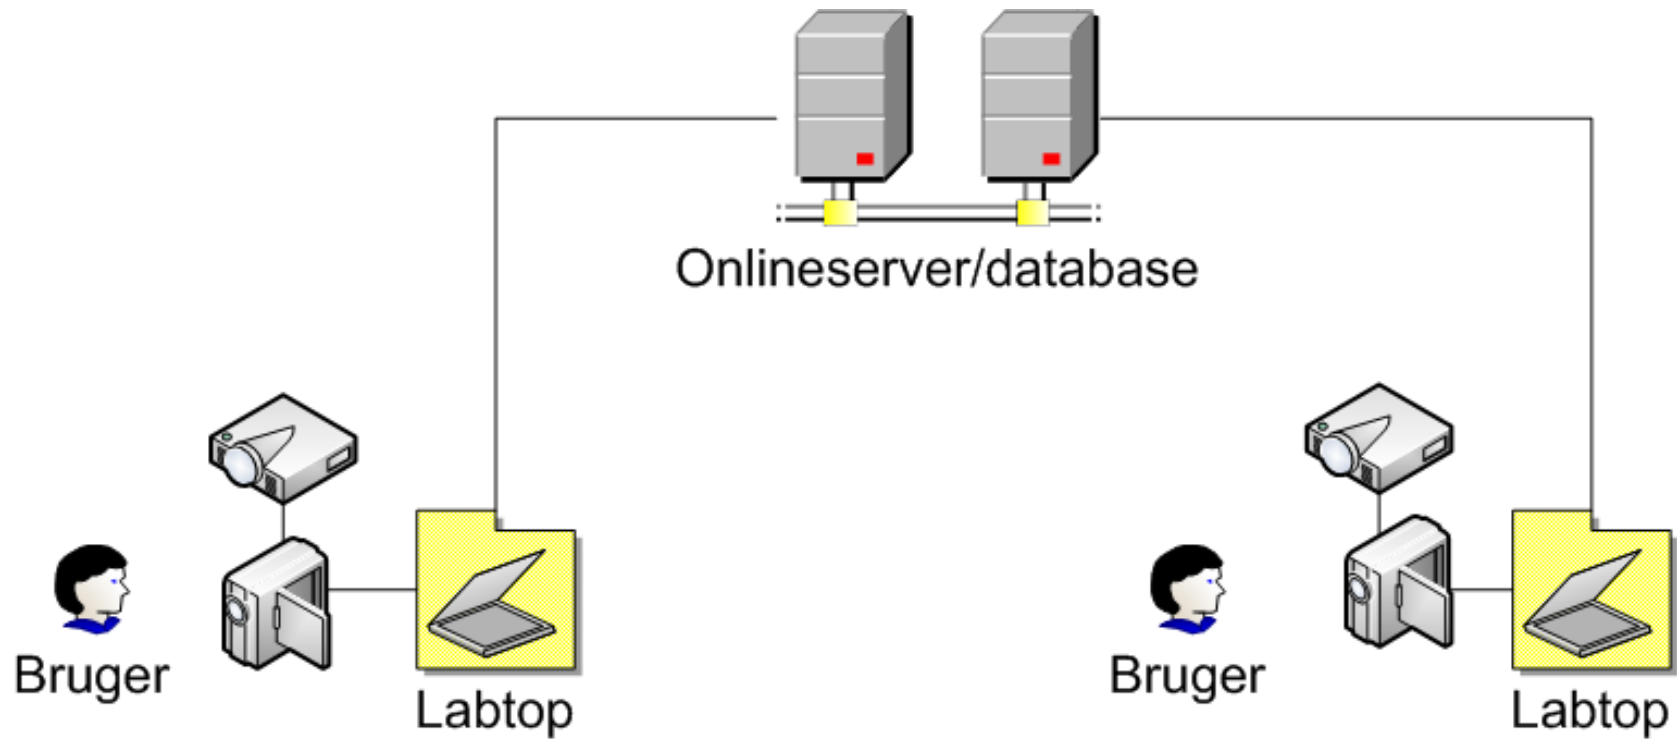 Onlineserver/database
Bruger
Labtop
Bruger
Labtop